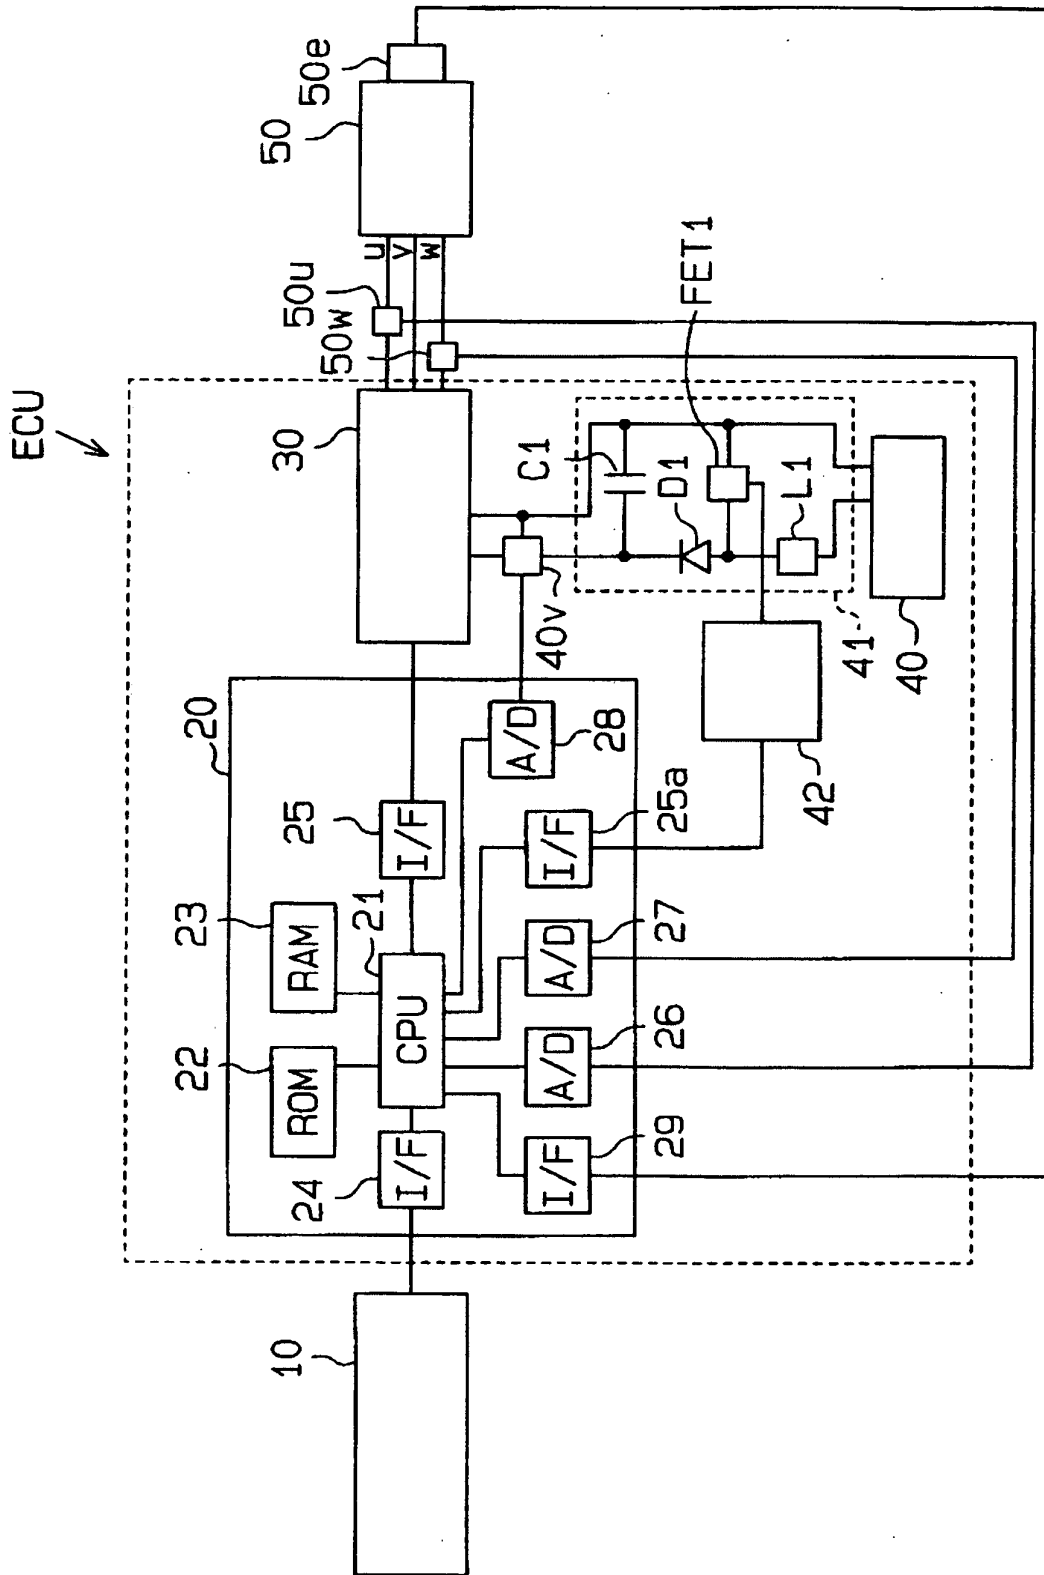 ECU
10
20
22
ROM
23
RAM
21
CPU
24
I/F
25
I/F
29
I/F
26
A/D
27
A/D
25a
I/F
28
A/D
30
40v
C1
D1
FET1
L1
41
42
40
50u
50w
u
v
w
50
50e